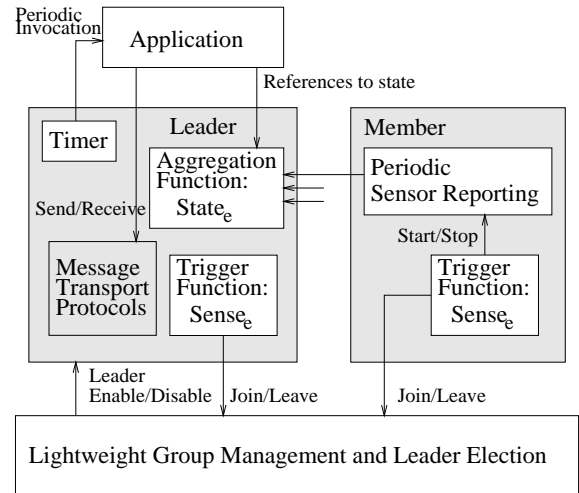 Periodic
Invocation
Application
References to state
Leader
Timer
Aggregation
Function:
State_e
Send/Receive
Message
Transport
Protocols
Trigger
Function:
Sense_e
Member
Periodic
Sensor Reporting
Start/Stop
Trigger
Function:
Sense_e
Leader
Enable/Disable
Join/Leave
Join/Leave
Lightweight Group Management and Leader Election